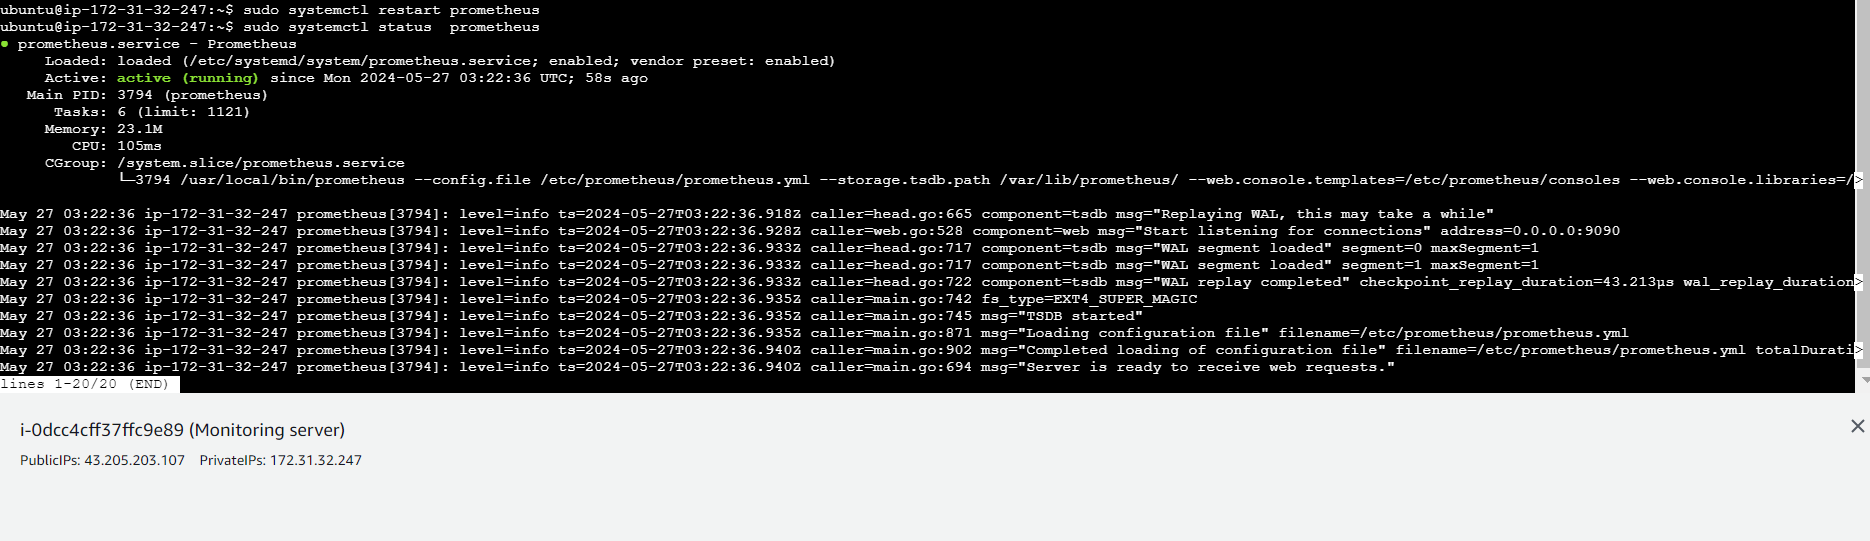 ubuntu@ip-172-31-32-247:~$ sudo systemctl restart prometheus
ubuntu@ip-172-31-32-247:~$ sudo systemctl status  prometheus
● prometheus.service - Prometheus
Loaded: loaded (/etc/systemd/system/prometheus.service; enabled; vendor preset: enabled)
Active: active (running) since Mon 2024-05-27 03:22:36 UTC; 58s ago
Main PID: 3794 (prometheus)
Tasks: 6 (limit: 1121)
Memory: 23.1M
CPU: 105ms
CGroup: /system.slice/prometheus.service
└─3794 /usr/local/bin/prometheus --config.file /etc/prometheus/prometheus.yml --storage.tsdb.path /var/lib/prometheus/ --web.console.templates=/etc/prometheus/consoles --web.console.libraries=/>
May 27 03:22:36 ip-172-31-32-247 prometheus[3794]: level=info ts=2024-05-27T03:22:36.918Z caller=head.go:665 component=tsdb msg="Replaying WAL, this may take a while"
May 27 03:22:36 ip-172-31-32-247 prometheus[3794]: level=info ts=2024-05-27T03:22:36.928Z caller=web.go:528 component=web msg="Start listening for connections" address=0.0.0.0:9090
May 27 03:22:36 ip-172-31-32-247 prometheus[3794]: level=info ts=2024-05-27T03:22:36.933Z caller=head.go:717 component=tsdb msg="WAL segment loaded" segment=0 maxSegment=1
May 27 03:22:36 ip-172-31-32-247 prometheus[3794]: level=info ts=2024-05-27T03:22:36.933Z caller=head.go:717 component=tsdb msg="WAL segment loaded" segment=1 maxSegment=1
May 27 03:22:36 ip-172-31-32-247 prometheus[3794]: level=info ts=2024-05-27T03:22:36.933Z caller=head.go:722 component=tsdb msg="WAL replay completed" checkpoint_replay_duration=43.213µs wal_replay_duration>
May 27 03:22:36 ip-172-31-32-247 prometheus[3794]: level=info ts=2024-05-27T03:22:36.935Z caller=main.go:742 fs_type=EXT4_SUPER_MAGIC
May 27 03:22:36 ip-172-31-32-247 prometheus[3794]: level=info ts=2024-05-27T03:22:36.935Z caller=main.go:745 msg="TSDB started"
May 27 03:22:36 ip-172-31-32-247 prometheus[3794]: level=info ts=2024-05-27T03:22:36.935Z caller=main.go:871 msg="Loading configuration file" filename=/etc/prometheus/prometheus.yml
May 27 03:22:36 ip-172-31-32-247 prometheus[3794]: level=info ts=2024-05-27T03:22:36.940Z caller=main.go:902 msg="Completed loading of configuration file" filename=/etc/prometheus/prometheus.yml totalDurati>
May 27 03:22:36 ip-172-31-32-247 prometheus[3794]: level=info ts=2024-05-27T03:22:36.940Z caller=main.go:694 msg="Server is ready to receive web requests."
lines 1-20/20 (END)
i-0dcc4cff37ffc9e89 (Monitoring server)
PublicIPs: 43.205.203.107 PrivateIPs: 172.31.32.247